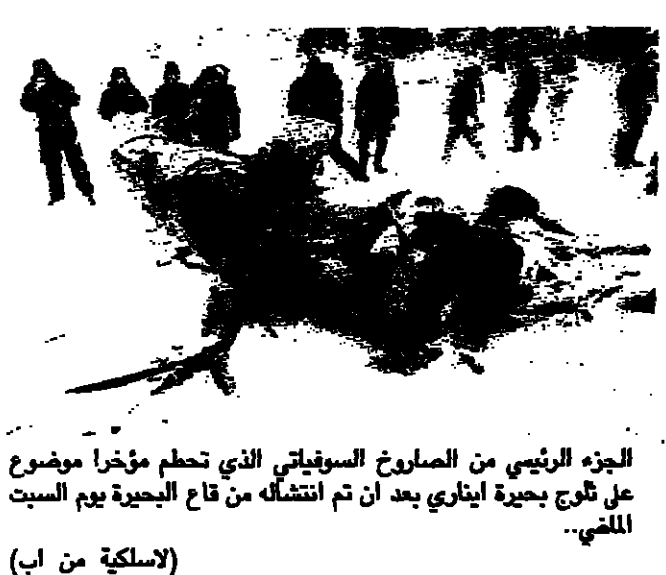 الجزء الرئيسي من الصاروخ السوفياتي الذي تحطم مؤخرا موضوع
على ثلوج بحيرة ايناري بعد ان تم انتشاله من قاع البحيرة يوم السبت
الماضي..
(لاسلكية من اب)